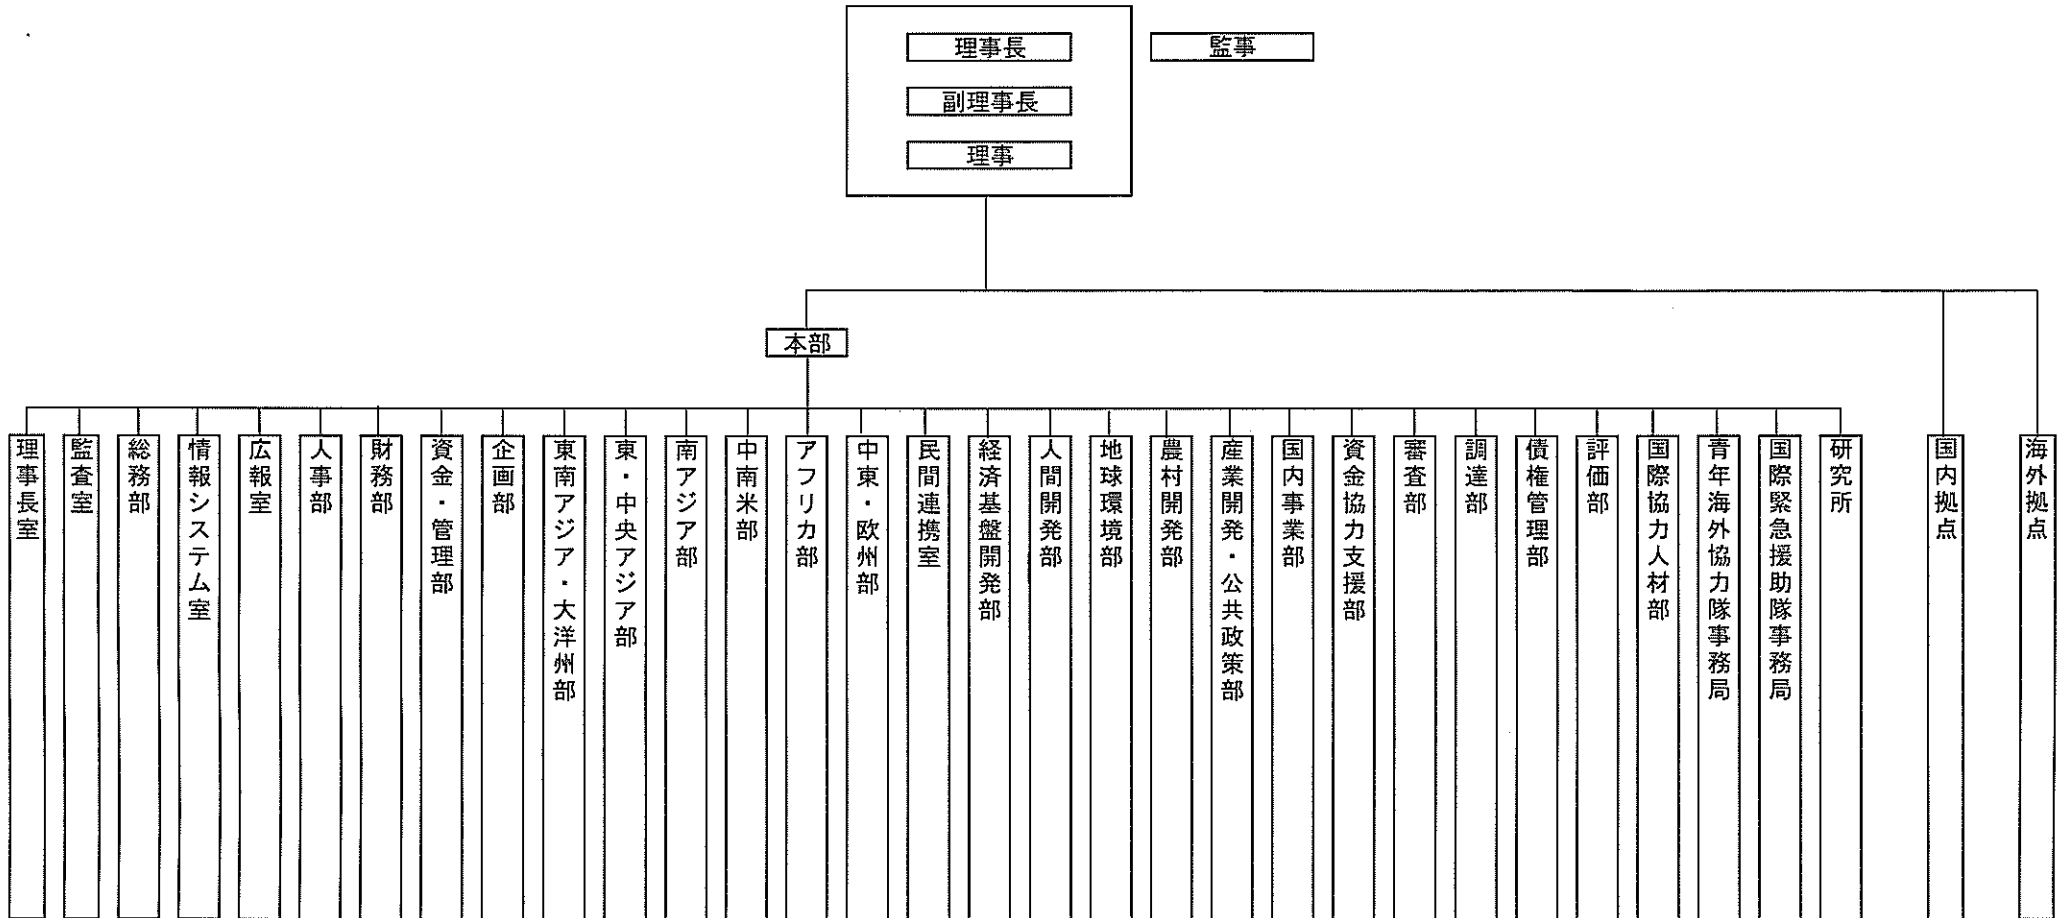 理事長
監事
副理事長
理事
本部
理事長室
監査室
総務部
情報システム室
広報室
人事部
財務部
資金・管理部
企画部
東南アジア・大洋州部
東・中央アジア部
南アジア部
中南米部
アフリカ部
中東・欧州部
民間連携室
経済基盤開発部
人間開発部
地球環境部
農村開発部
産業開発・公共政策部
国内事業部
資金協力支援部
審査部
調達部
債権管理部
評価部
国際協力人材部
青年海外協力隊事務局
国際緊急援助隊事務局
研究所
国内拠点
海外拠点